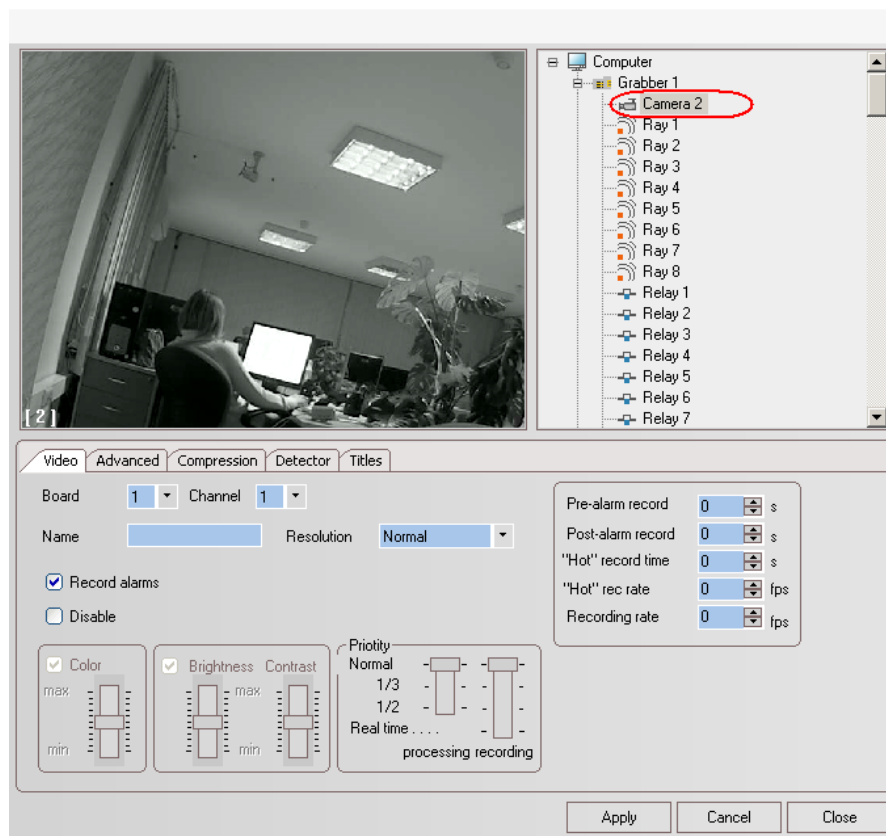 [ 2 ]
Computer
Grabber 1
Camera 2
Ray 1
Ray 2
Ray 3
Ray 4
Ray 5
Ray 6
Ray 7
Ray 8
Relay 1
Relay 2
Relay 3
Relay 4
Relay 5
Relay 6
Relay 7
Video Advanced Compression Detector Titles
Board 1 Channel 1
Name Resolution Normal
Record alarms
Disable
Color
max
min
Brightness Contrast
max
min
Priotity
Normal
1/3
1/2
Real time . . . .
processing recording
Pre-alarm record 0 s
Post-alarm record 0 s
"Hot" record time 0 s
"Hot" rec rate 0 fps
Recording rate 0 fps
Apply Cancel Close